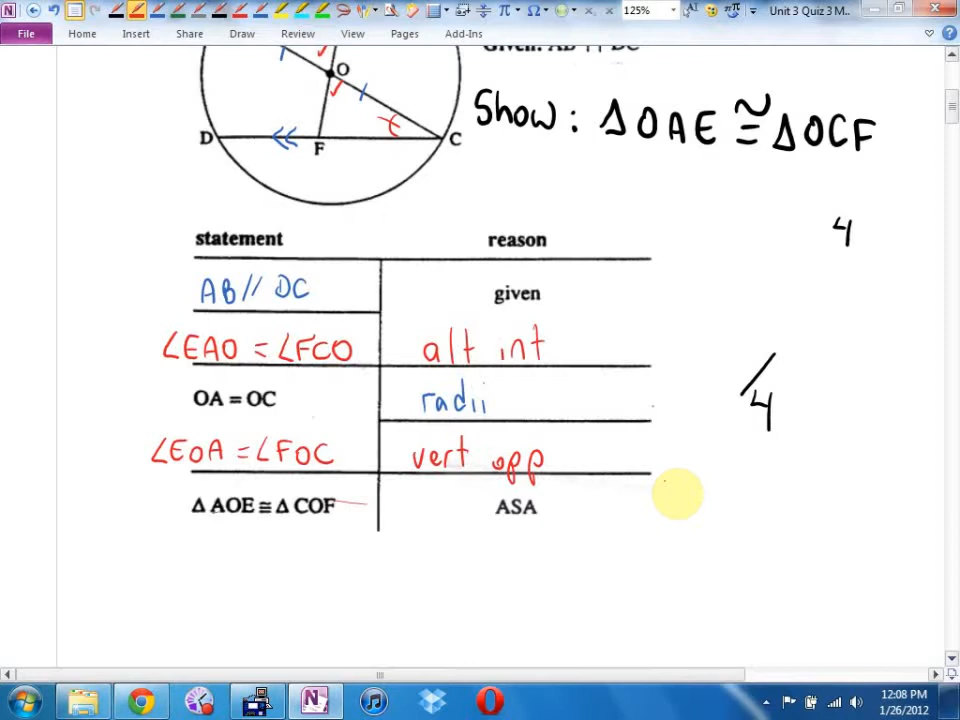 125%
Unit 3 Quiz 3 M..
File Home Insert Share Draw Review View Pages Add-Ins
O
D F C
Show: Δ OAE ≅ Δ OCF
4
statement reason
AB // DC given
∠EAO = ∠FCO alt int
OA = OC radii
∠EOA = ∠FOC vert opp
Δ AOE ≅ Δ COF ASA
/4
12:08 PM
1/26/2012